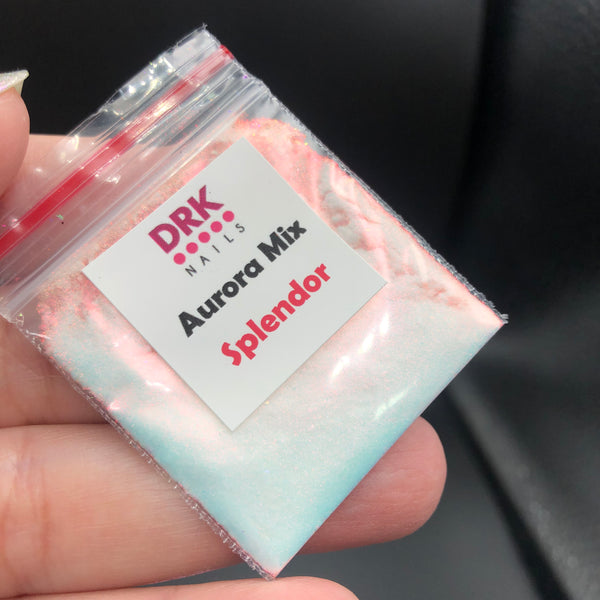 DRK
NAILS
Aurora Mix
Splendor